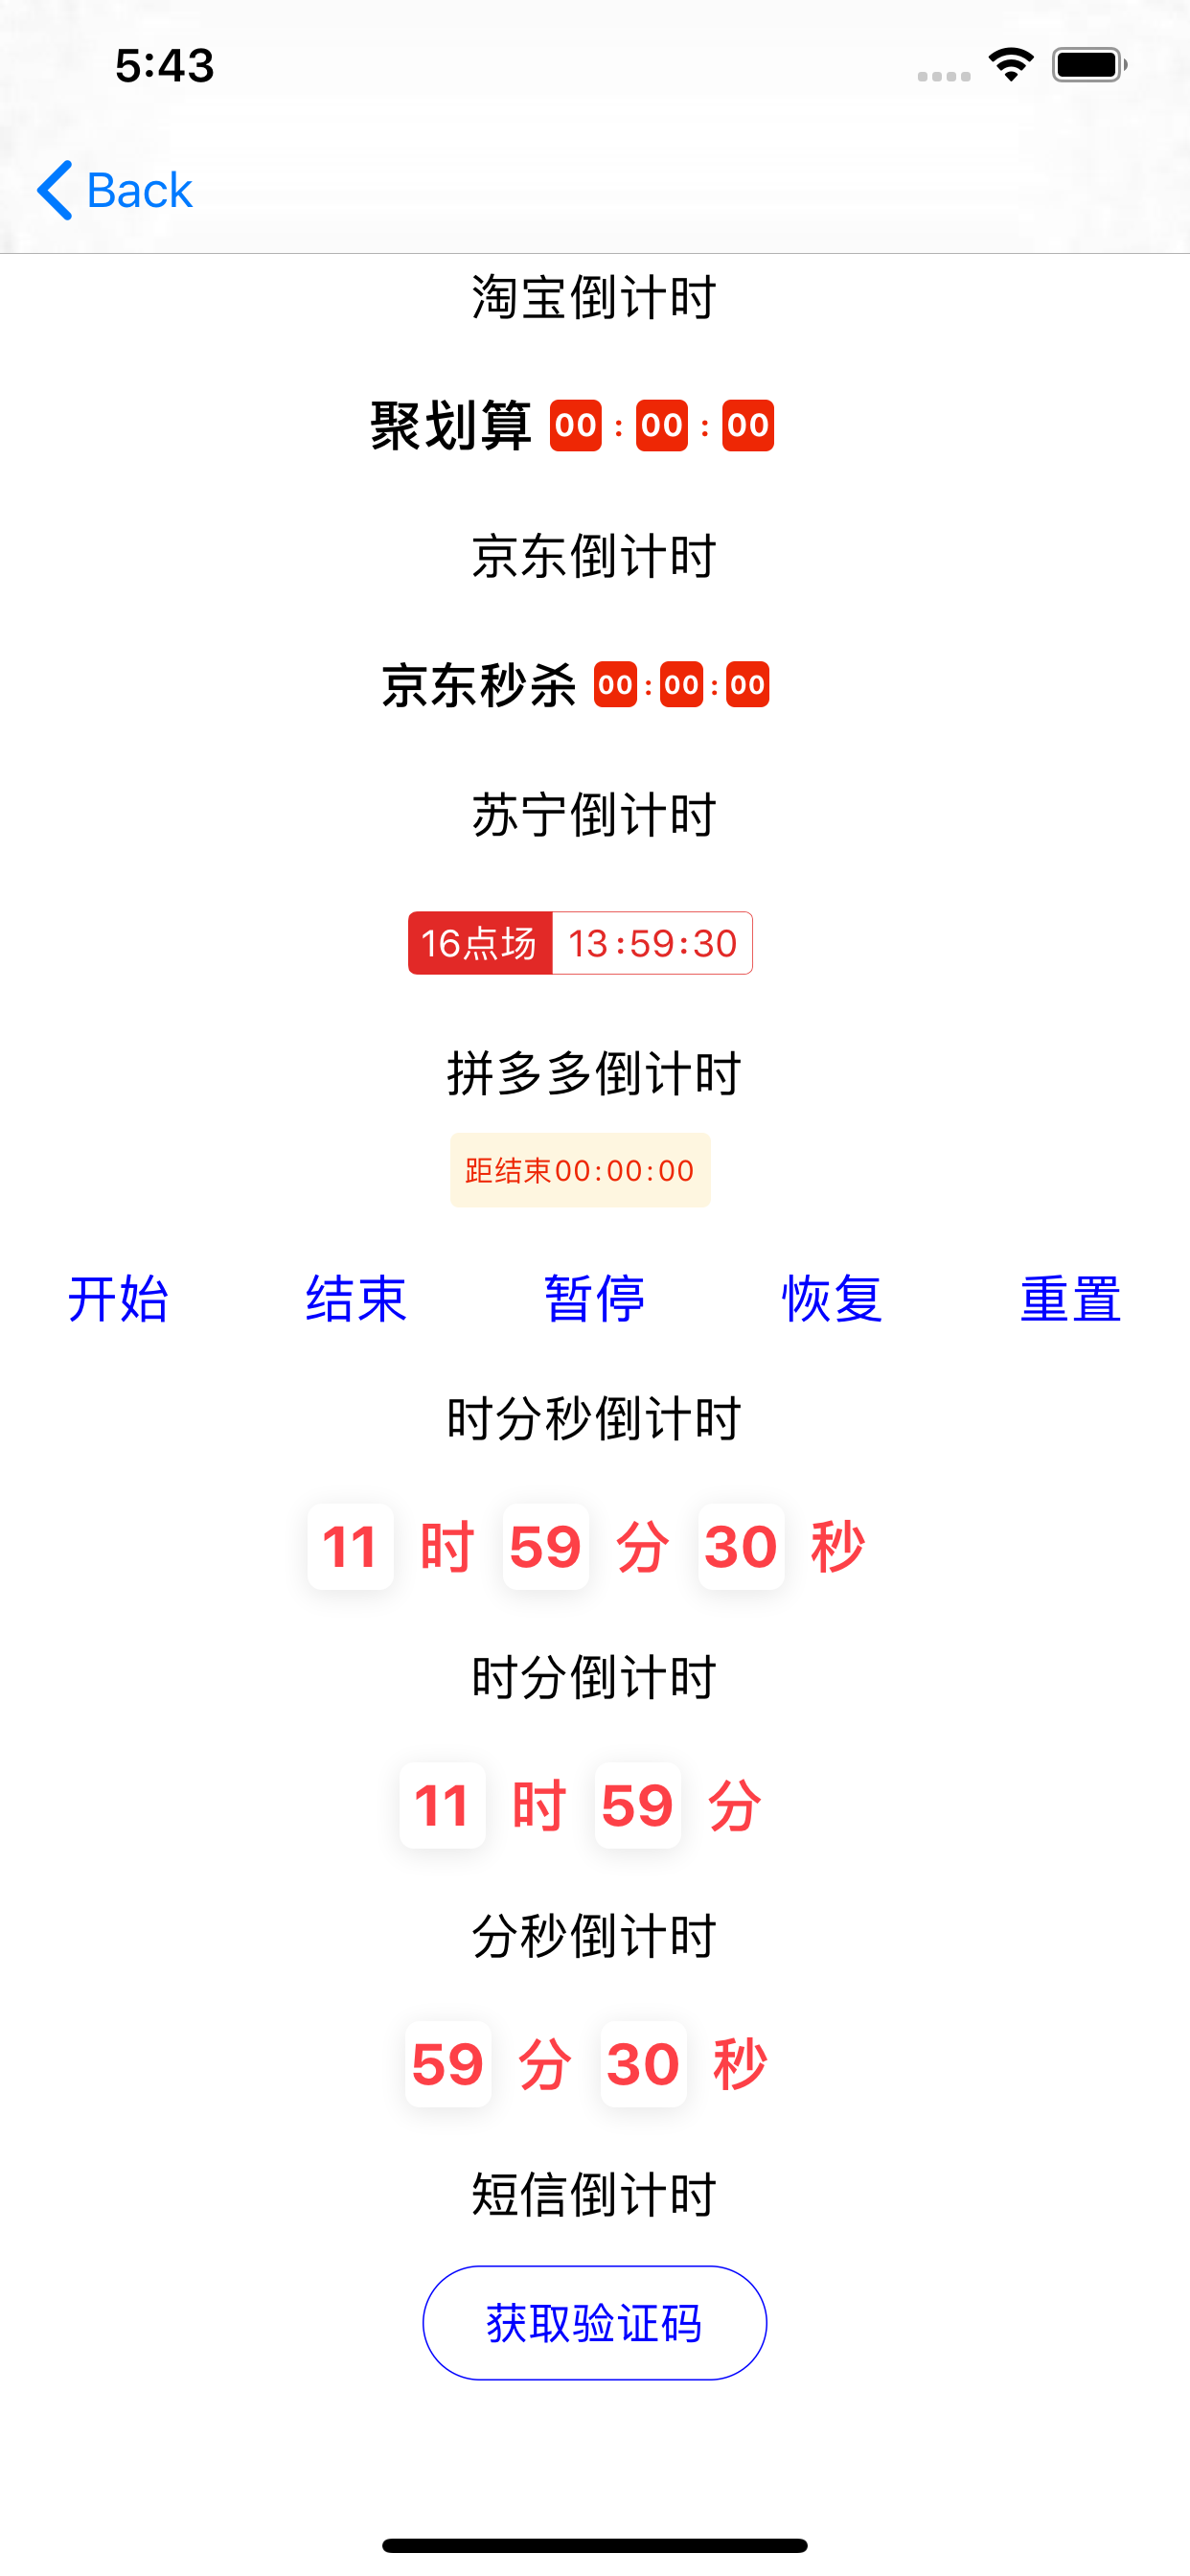 5:43
Back
淘宝倒计时
聚划算 00 : 00 : 00
京东倒计时
京东秒杀 00 : 00 : 00
苏宁倒计时
16点场 13:59:30
拼多多倒计时
距结束00:00:00
开始 结束 暂停 恢复 重置
时分秒倒计时
11 时 59 分 30 秒
时分倒计时
11 时 59 分
分秒倒计时
59 分 30 秒
短信倒计时
获取验证码